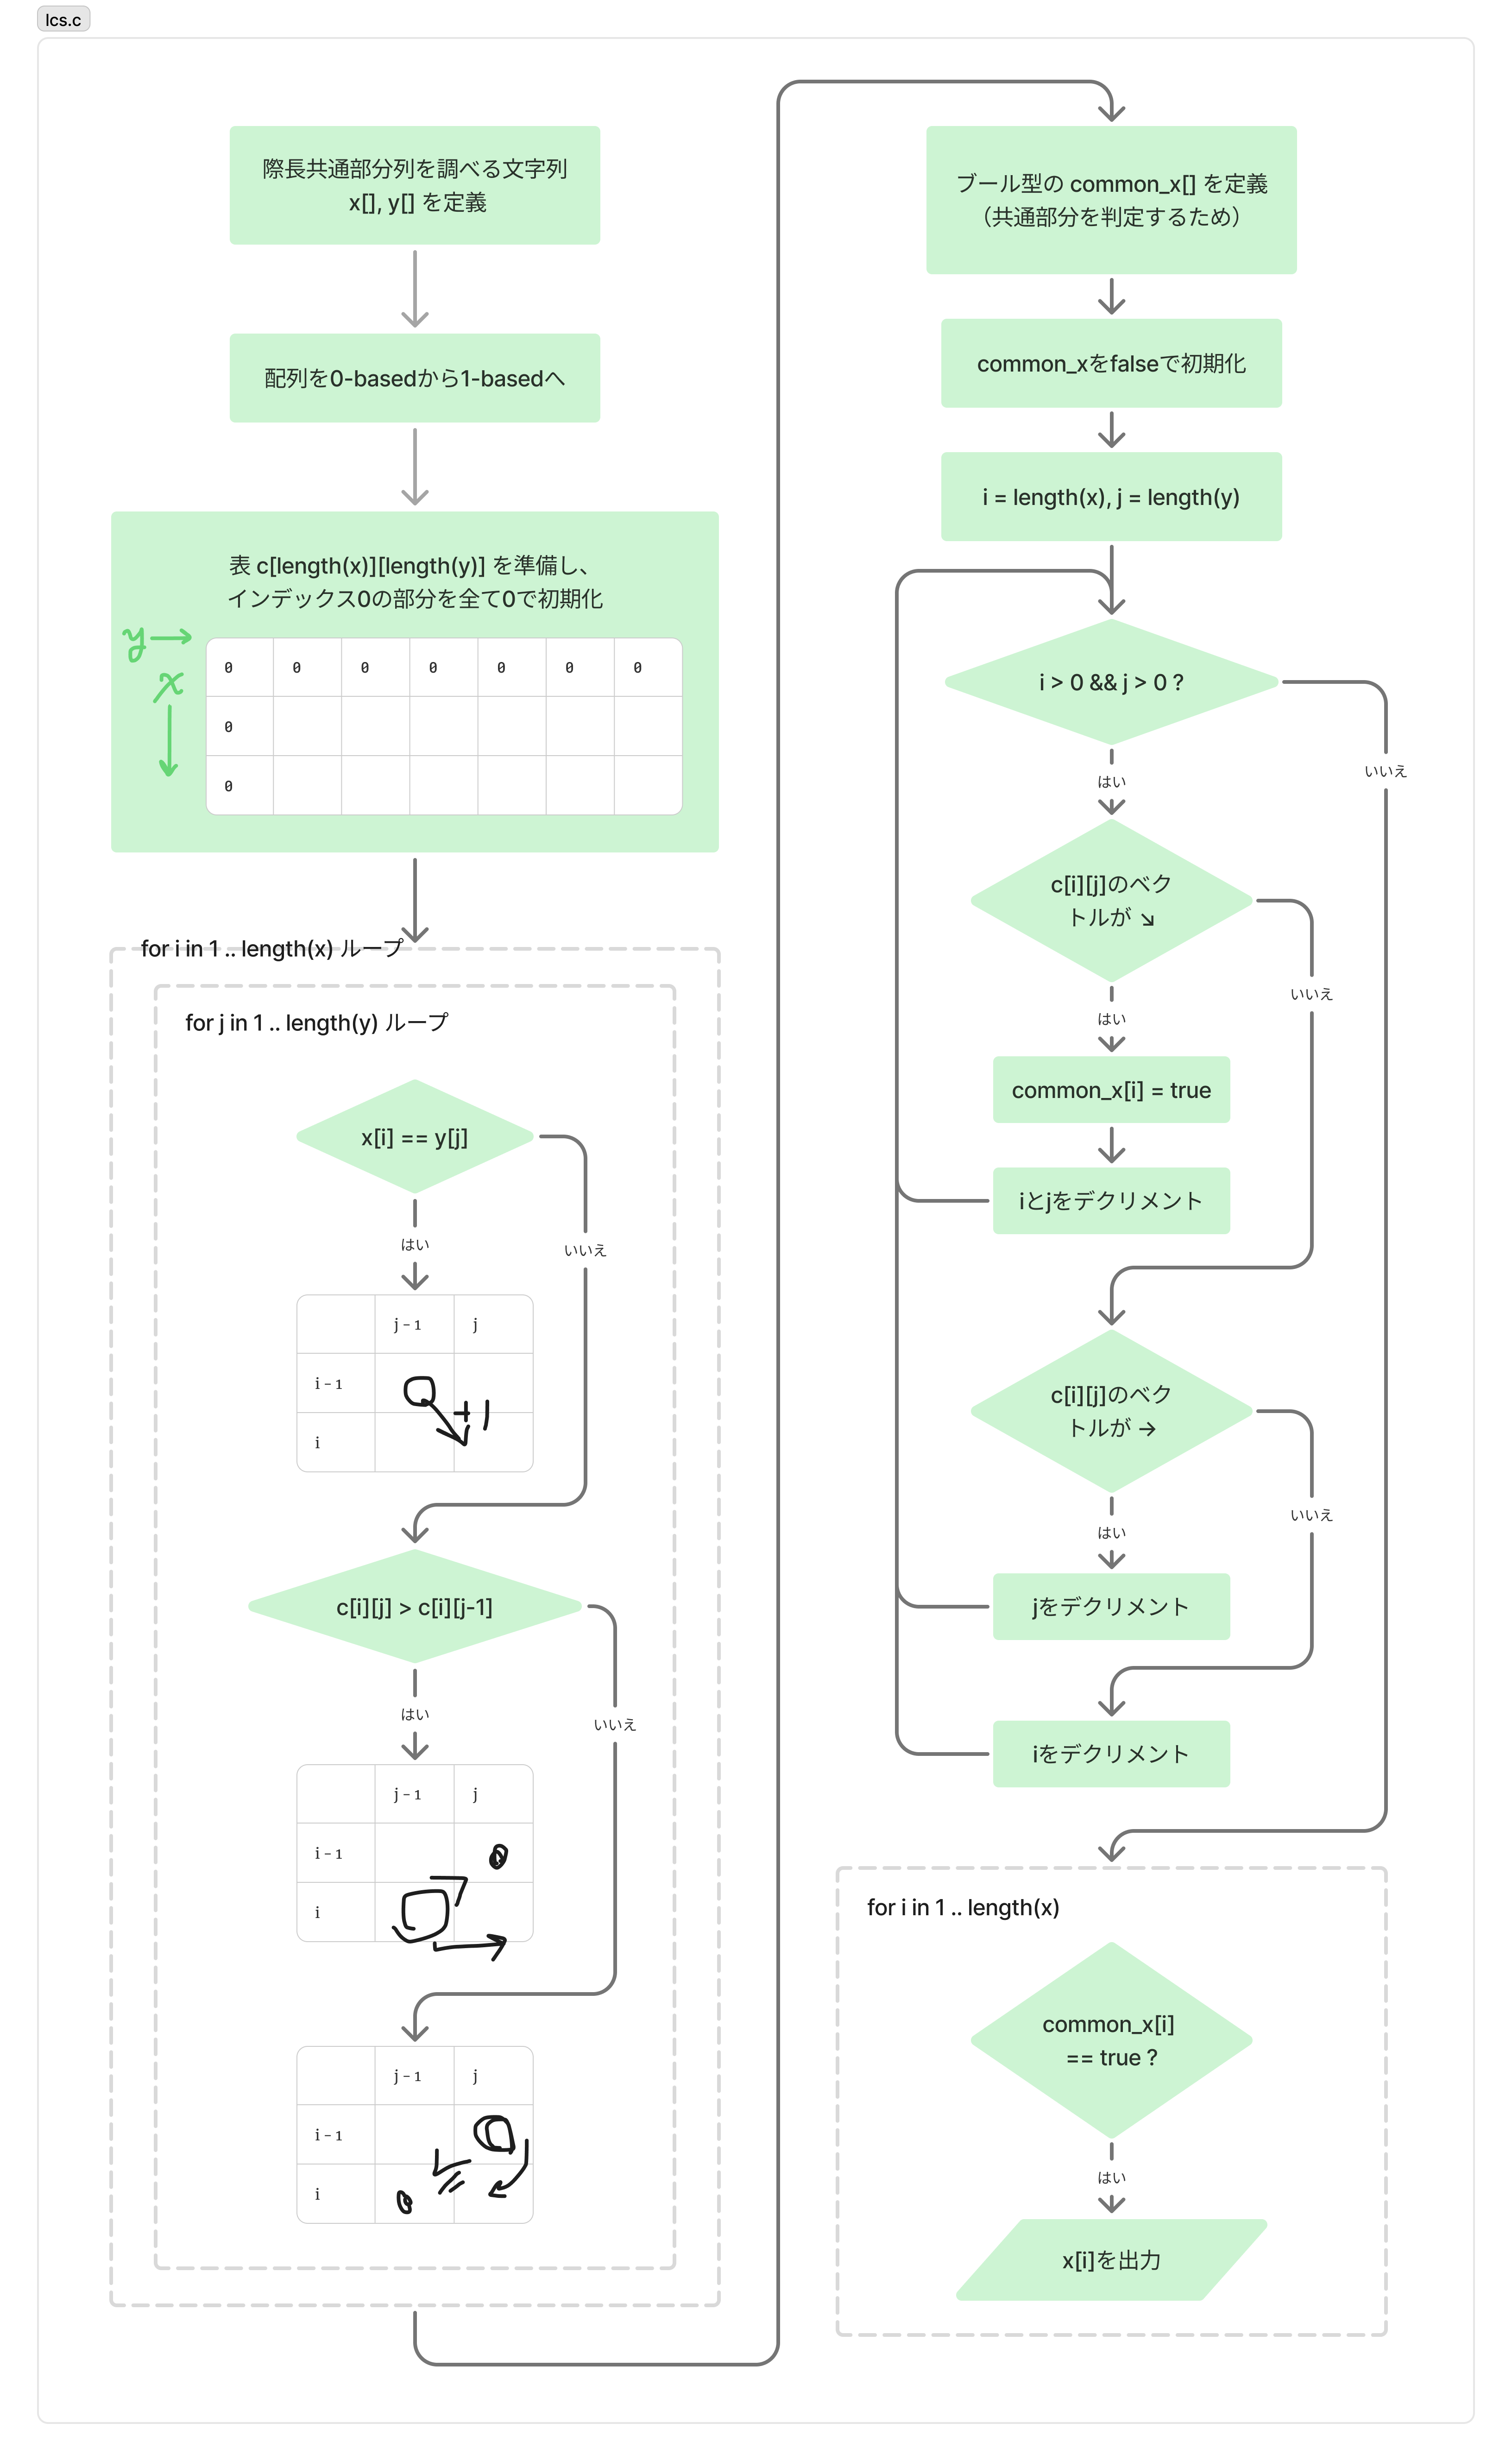 lcs.c
際長共通部分列を調べる文字列
x[], y[] を定義
配列を0-basedから1-basedへ
表 c[length(x)][length(y)] を準備し、
インデックス0の部分を全て0で初期化
y→
x
↓
0 0 0 0 0 0 0
0
0
for i in 1 .. length(x) ループ
for j in 1 .. length(y) ループ
x[i] == y[j]
はい
いいえ
j - 1 j
i - 1
+1
i
c[i][j] > c[i][j-1]
はい
いいえ
j - 1 j
i - 1
i
j - 1 j
i - 1
i
ブール型の common_x[] を定義
（共通部分を判定するため）
common_xをfalseで初期化
i = length(x), j = length(y)
i > 0 && j > 0 ?
いいえ
はい
c[i][j]のベク
トルが ↘
いいえ
はい
common_x[i] = true
iとjをデクリメント
c[i][j]のベク
トルが →
いいえ
はい
jをデクリメント
iをデクリメント
for i in 1 .. length(x)
common_x[i]
== true ?
はい
x[i]を出力